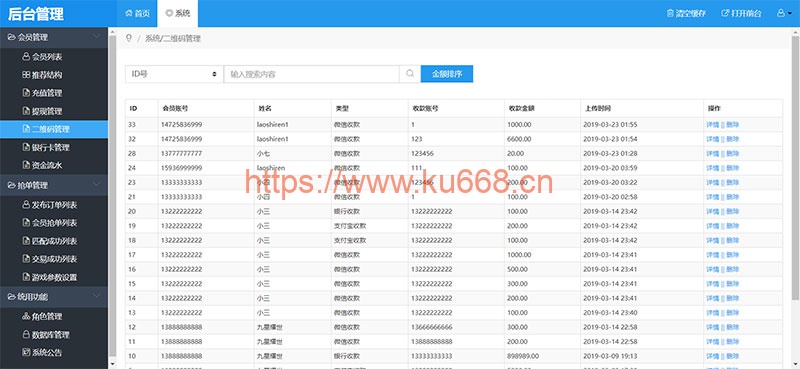 后台管理 首页 系统 清空缓存 打开前台
会员管理
会员列表
推荐结构
充值管理
提现管理
二维码管理
银行卡管理
资金流水
抢单管理
发布订单列表
会员抢单列表
匹配成功列表
交易成功列表
游戏参数设置
统用功能
角色管理
数据库管理
系统公告
/ 系统/二维码管理
ID号 输入搜索内容 金额排序
ID 会员账号 姓名 类型 收款账号 收款金额 上传时间 操作
33 14725836999 laoshiren1 微信收款 1 1000.00 2019-03-23 01:55 详情 || 删除
32 14725836999 laoshiren1 微信收款 123 6600.00 2019-03-23 01:54 详情 || 删除
28 13777777777 小七 微信收款 123456 20.00 2019-03-23 01:28 详情 || 删除
24 15936999999 laoshiren 微信收款 111 100.00 2019-03-20 03:59 详情 || 删除
https://www.ku668.cn
23 13333333333 小四 微信收款 123456 200.00 2019-03-20 03:22 详情 || 删除
21 13333333333 小四 微信收款 1 100.00 2019-03-20 02:58 详情 || 删除
20 13222222222 小三 银行收款 13222222222 100.00 2019-03-14 23:42 详情 || 删除
19 13222222222 小三 支付宝收款 13222222222 200.00 2019-03-14 23:42 详情 || 删除
18 13222222222 小三 支付宝收款 13222222222 100.00 2019-03-14 23:42 详情 || 删除
17 13222222222 小三 微信收款 13222222222 1000.00 2019-03-14 23:41 详情 || 删除
16 13222222222 小三 微信收款 13222222222 500.00 2019-03-14 23:41 详情 || 删除
15 13222222222 小三 微信收款 13222222222 300.00 2019-03-14 23:41 详情 || 删除
14 13222222222 小三 微信收款 13222222222 200.00 2019-03-14 23:41 详情 || 删除
13 13222222222 小三 微信收款 13222222222 100.00 2019-03-14 23:41 详情 || 删除
12 13888888888 九星耀世 微信收款 13666666666 300.00 2019-03-14 22:58 详情 || 删除
11 13888888888 九星耀世 微信收款 13888888888 200.00 2019-03-14 22:58 详情 || 删除
10 13888888888 九星耀世 银行收款 13333333333 898989.00 2019-03-09 19:13 详情 || 删除